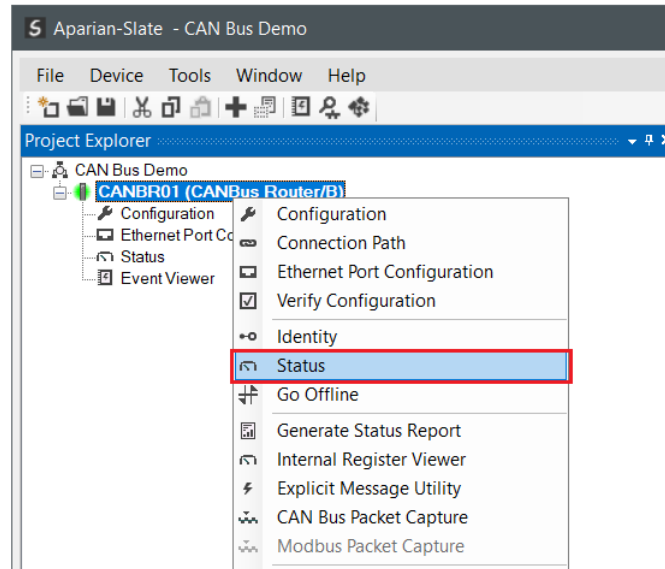 S Aparian-Slate - CAN Bus Demo
File Device Tools Window Help
Project Explorer
CAN Bus Demo
CANBR01 (CANBus Router/B)
Configuration
Ethernet Port Co
Status
Event Viewer
Configuration
Connection Path
Ethernet Port Configuration
Verify Configuration
Identity
Status
Go Offline
Generate Status Report
Internal Register Viewer
Explicit Message Utility
CAN Bus Packet Capture
Modbus Packet Capture